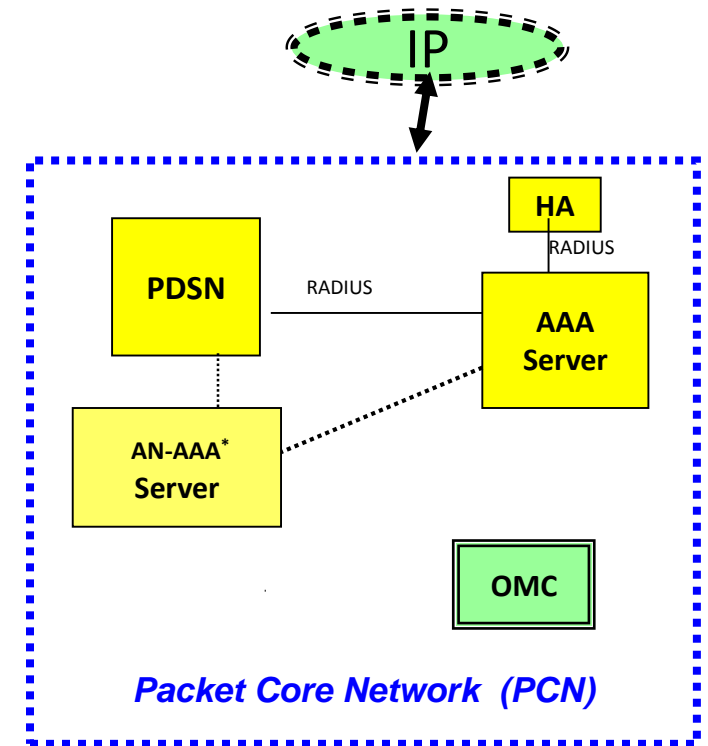 IP
HA
RADIUS
PDSN
RADIUS
AAA
Server
AN-AAA*
Server
OMC
Packet Core Network (PCN)